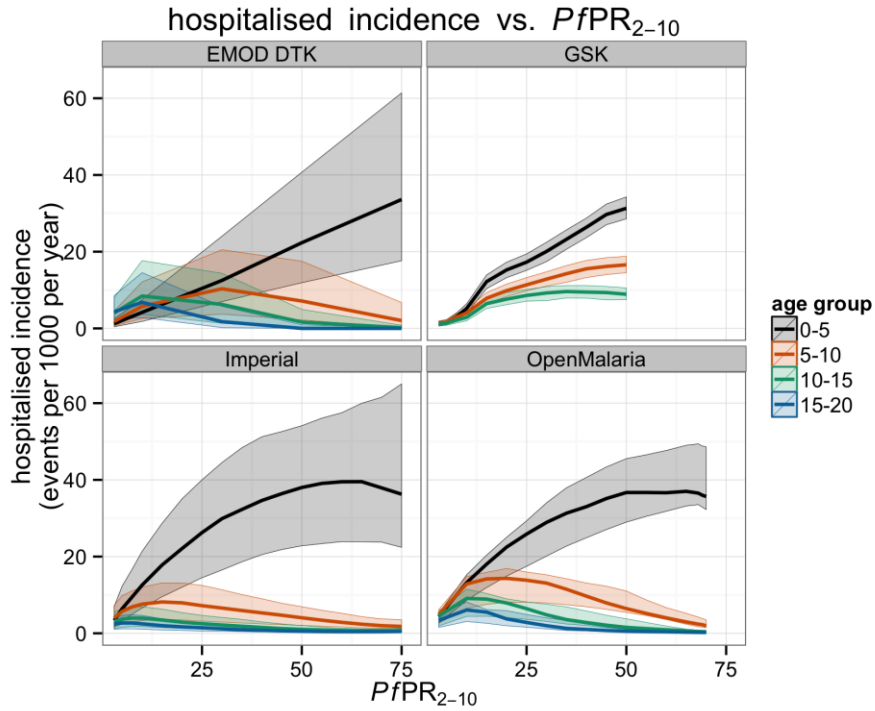 hospitalised incidence vs. PfPR2−10
EMOD DTK
GSK
60
40
20
0
Imperial
OpenMalaria
60
40
20
0
25
50
75
25
50
75
hospitalised incidence
(events per 1000 per year)
PfPR2−10
age group
0-5
5-10
10-15
15-20